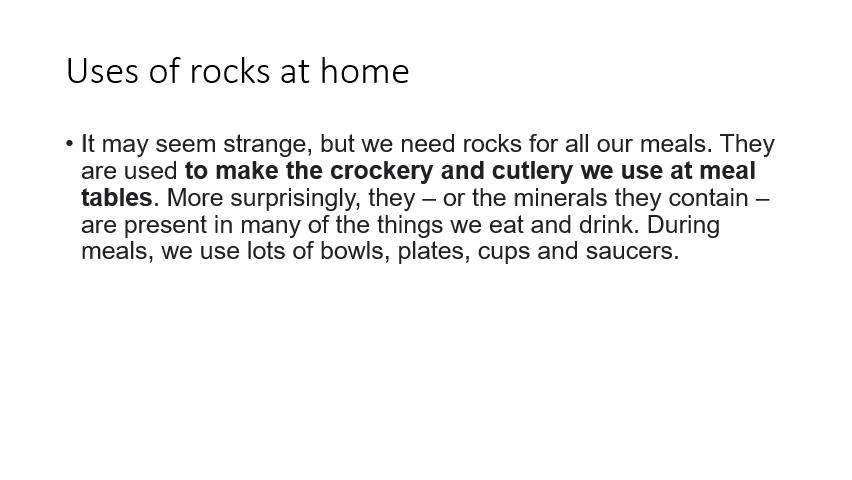 Uses of rocks at home
• It may seem strange, but we need rocks for all our meals. They
are used to make the crockery and cutlery we use at meal
tables. More surprisingly, they – or the minerals they contain –
are present in many of the things we eat and drink. During
meals, we use lots of bowls, plates, cups and saucers.